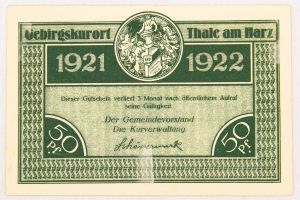 Gebirgskurort Thale am Harz
1921 1922
Dieser Gutschein verliert 3 Monat nach öffentlichem Aufruf
seine Gültigkeit.
Der Gemeindevorstand
Die Kurverwaltung
50 Pf. 50 Pf.